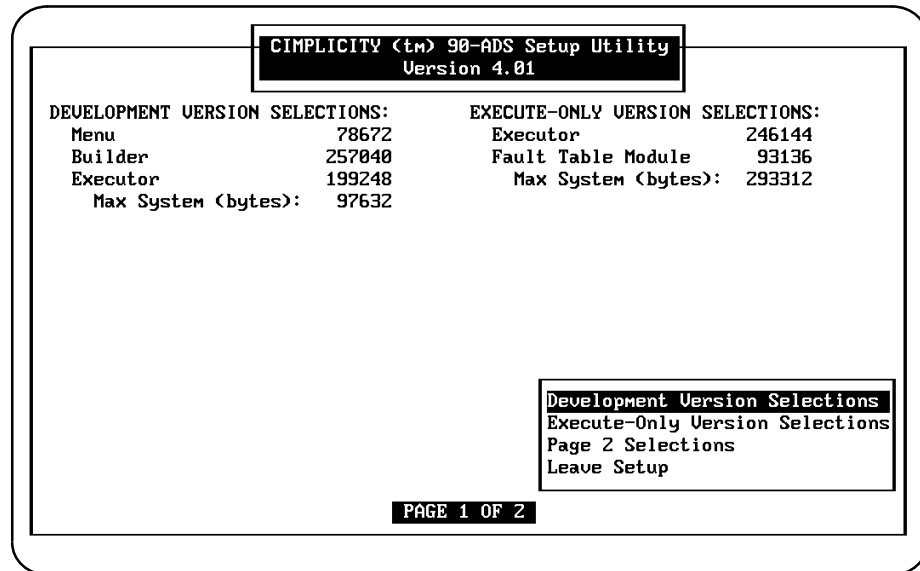 CIMPLICITY (tm) 90-ADS Setup Utility
Version 4.01
DEVELOPMENT VERSION SELECTIONS:
Menu 78672
Builder 257040
Executor 199248
Max System (bytes): 97632
EXECUTE-ONLY VERSION SELECTIONS:
Executor 246144
Fault Table Module 93136
Max System (bytes): 293312
Development Version Selections
Execute-Only Version Selections
Page 2 Selections
Leave Setup
PAGE 1 OF 2